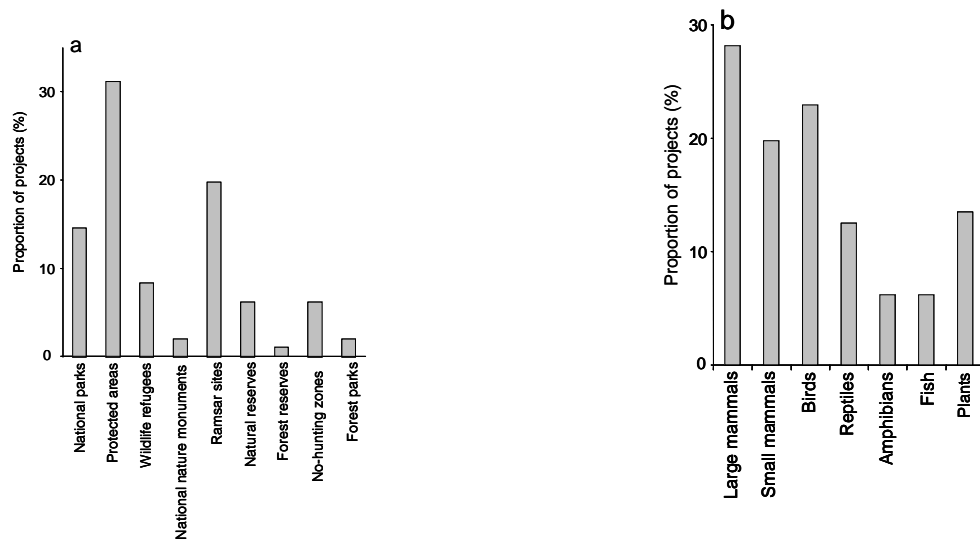 a
Proportion of projects (%)
30
20
10
0
National parks
Protected areas
Wildlife refugees
National nature monuments
Ramsar sites
Natural reserves
Forest reserves
No-hunting zones
Forest parks
b
Proportion of projects (%)
30
20
10
0
Large mammals
Small mammals
Birds
Reptiles
Amphibians
Fish
Plants